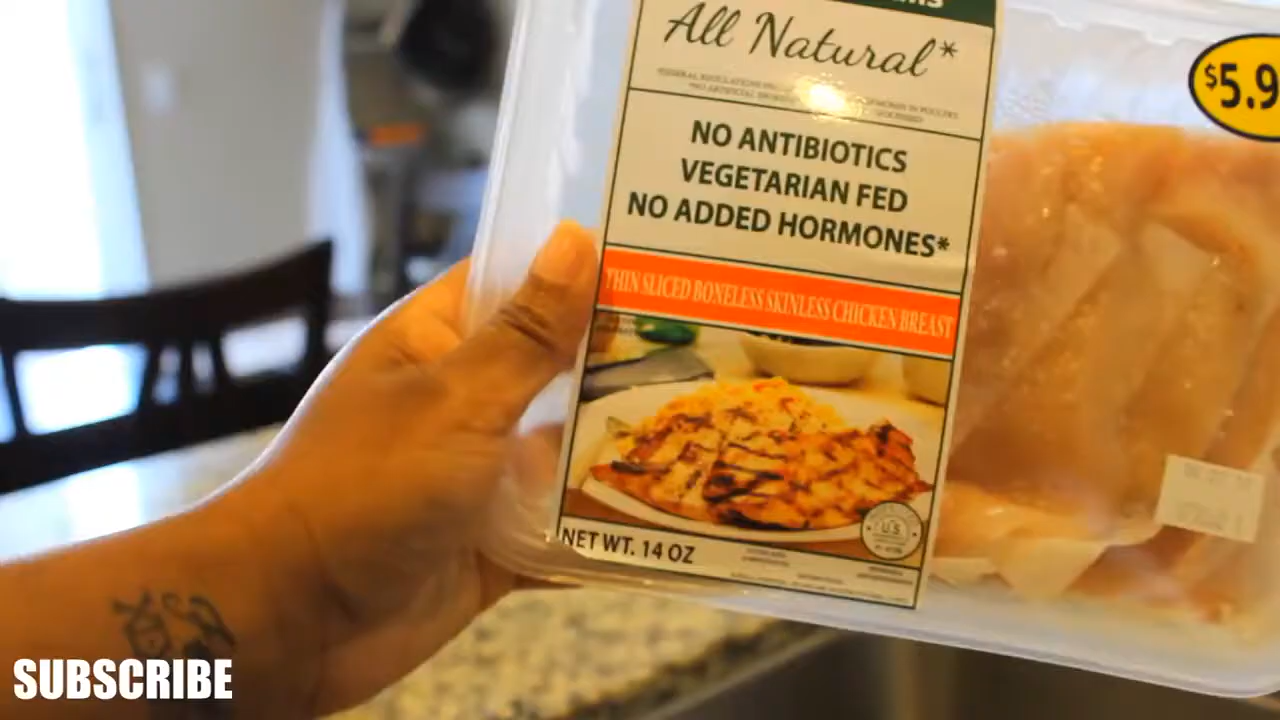 All Natural*
NO ANTIBIOTICS
VEGETARIAN FED
NO ADDED HORMONES*
THIN SLICED BONELESS SKINLESS CHICKEN BREAST
NET WT. 14 OZ
U.S.
$5.9
SUBSCRIBE